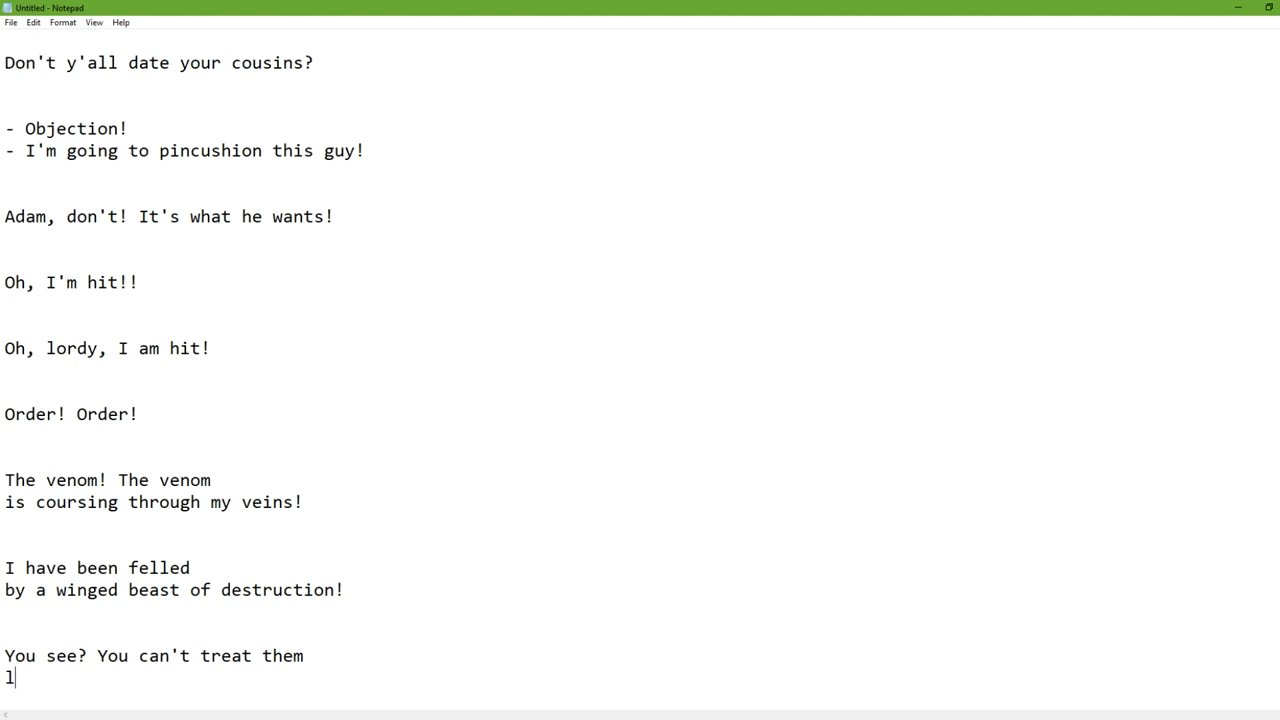 Untitled - Notepad
File Edit Format View Help
Don't y'all date your cousins?
- Objection!
- I'm going to pincushion this guy!
Adam, don't! It's what he wants!
Oh, I'm hit!!
Oh, lordy, I am hit!
Order! Order!
The venom! The venom
is coursing through my veins!
I have been felled
by a winged beast of destruction!
You see? You can't treat them
l